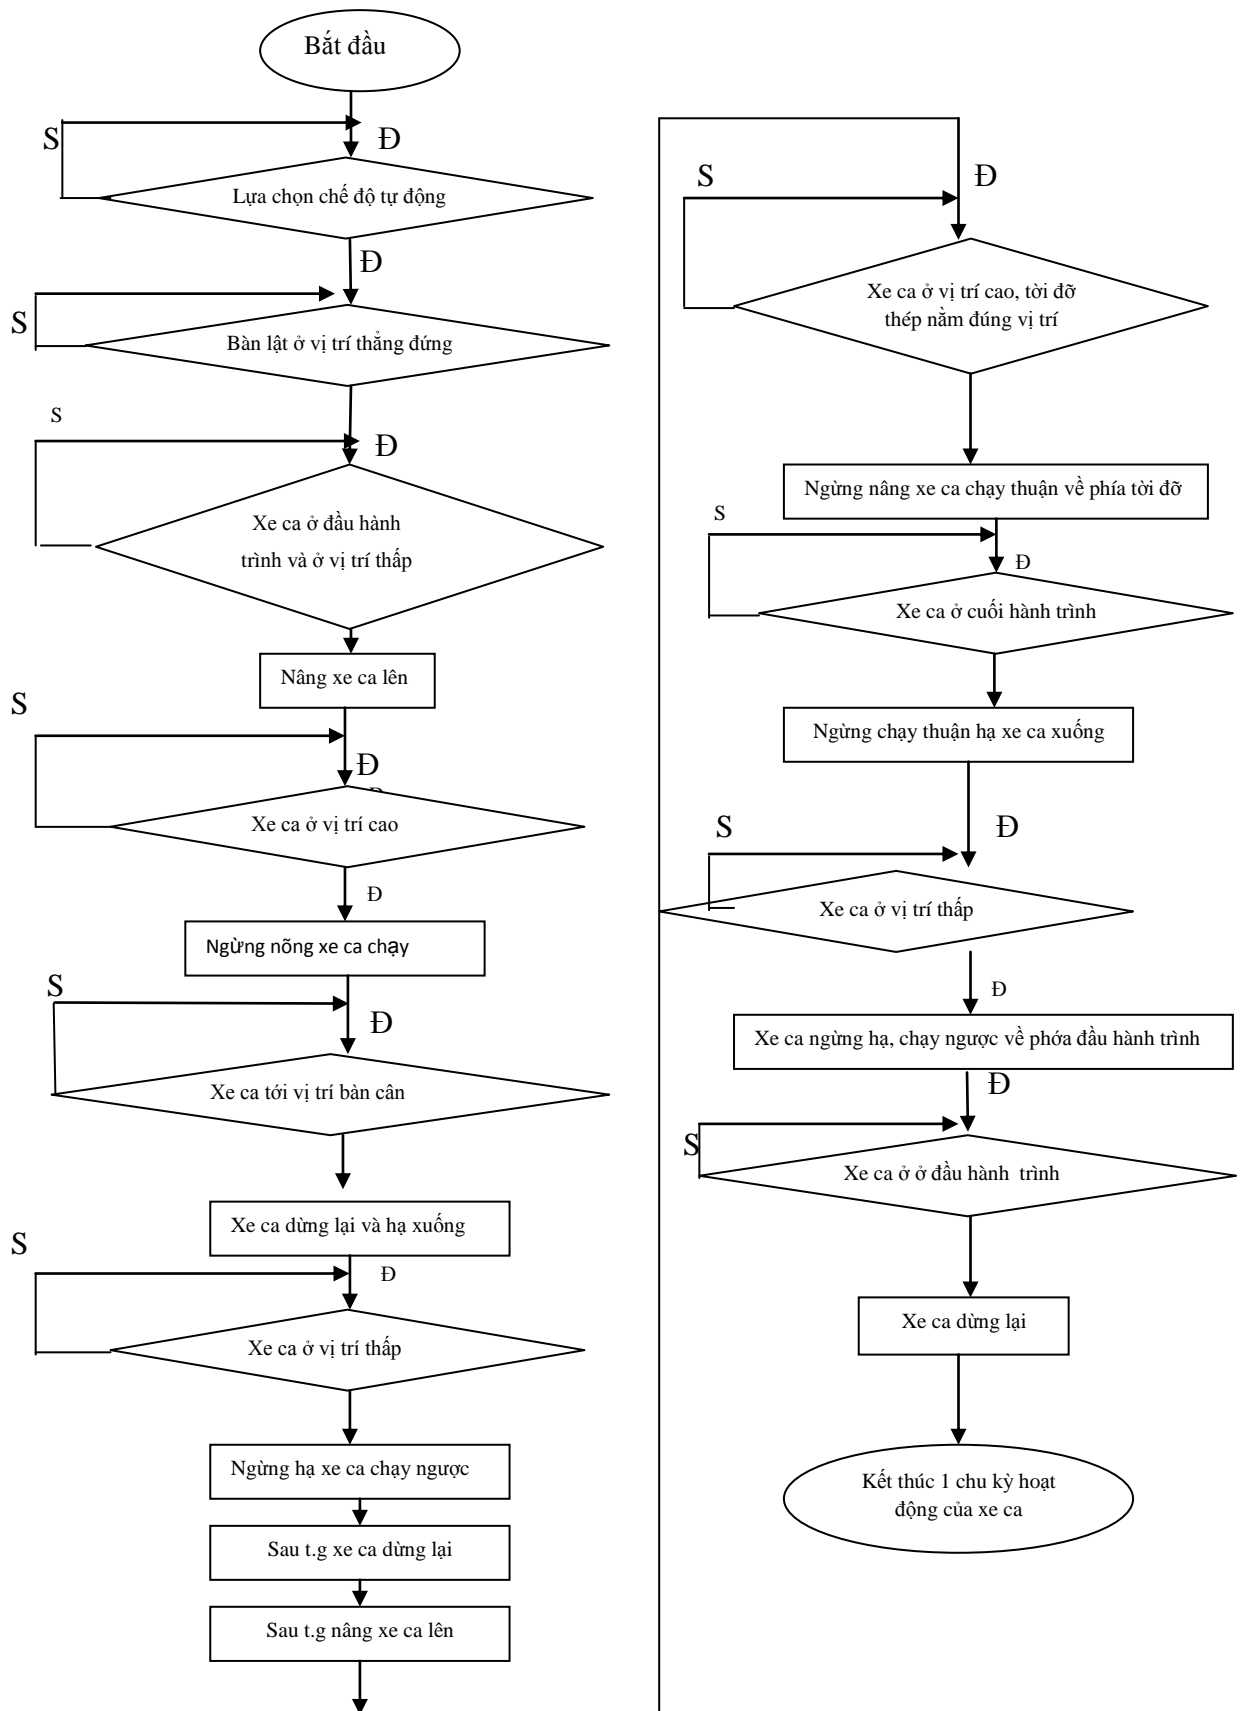 Bắt đầu
S
Đ
Lựa chọn chế độ tự động
Đ
S
Bàn lật ở vị trí thẳng đứng
S
Đ
Xe ca ở đầu hành
trình và ở vị trí thấp
Nâng xe ca lên
S
Đ
Đ
Xe ca ở vị trí cao
Đ
Ngừng nõng xe ca chạy
S
Đ
Xe ca tới vị trí bàn cân
Xe ca dừng lại và hạ xuống
S
Đ
Xe ca ở vị trí thấp
Ngừng hạ xe ca chạy ngược
Sau t.g xe ca dừng lại
Sau t.g nâng xe ca lên
S
Đ
Xe ca ở vị trí cao, tời đỡ
thép nằm đúng vị trí
Ngừng nâng xe ca chạy thuận về phía tời đỡ
S
Đ
Xe ca ở cuối hành trình
Ngừng chạy thuận hạ xe ca xuống
S
Đ
Xe ca ở vị trí thấp
Đ
Xe ca ngừng hạ, chạy ngược về phớa đầu hành trình
Đ
S
Xe ca ở ở đầu hành trình
Xe ca dừng lại
Kết thúc 1 chu kỳ hoạt
động của xe ca